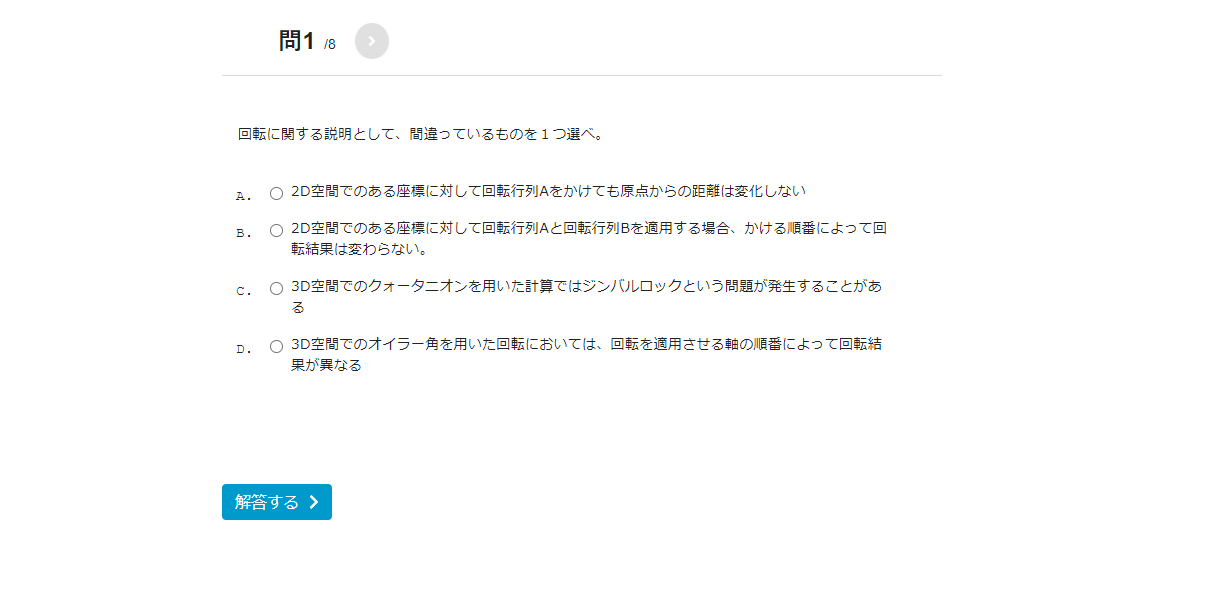 問1 /8
回転に関する説明として、間違っているものを１つ選べ。
A. 2D空間でのある座標に対して回転行列Aをかけても原点からの距離は変化しない
B. 2D空間でのある座標に対して回転行列Aと回転行列Bを適用する場合、かける順番によって回
転結果は変わらない。
C. 3D空間でのクォータニオンを用いた計算ではジンバルロックという問題が発生することがあ
る
D. 3D空間でのオイラー角を用いた回転においては、回転を適用させる軸の順番によって回転結
果が異なる
解答する